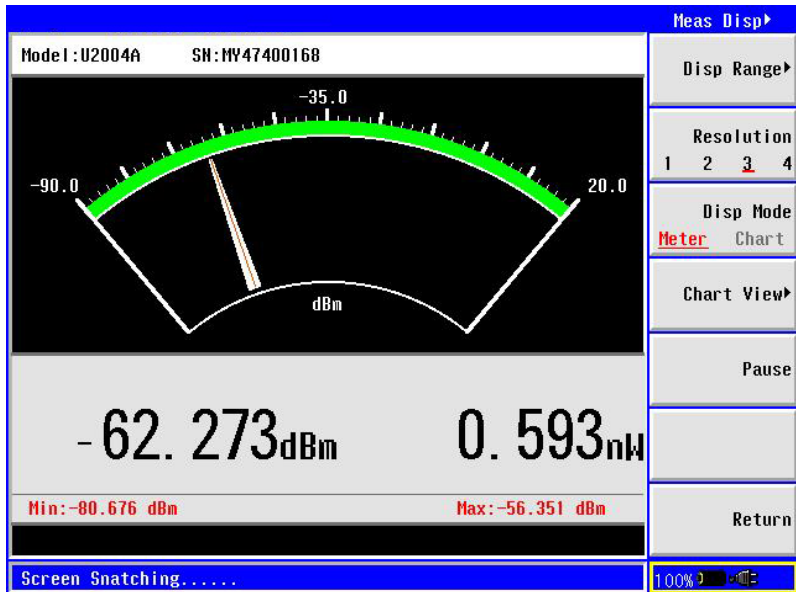 Meas Disp
Model:U2004A SN:MY47400168
-35.0
-90.0
20.0
dBm
-62.273dBm 0.593nW
Min:-80.676 dBm Max:-56.351 dBm
Screen Snatching......
Disp Range
Resolution
1 2 3 4
Disp Mode
Meter Chart
Chart View
Pause
Return
100%